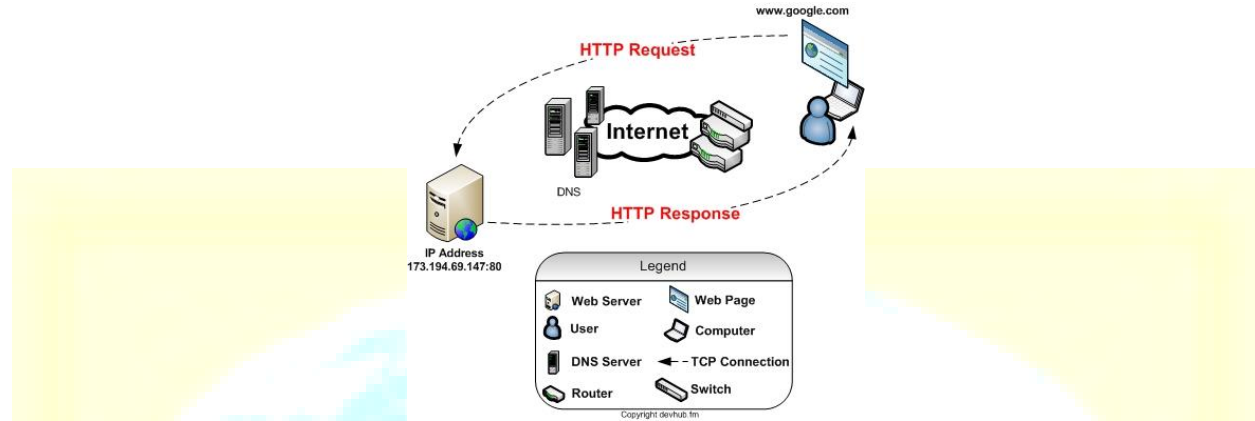 www.google.com
HTTP Request
Internet
DNS
HTTP Response
IP Address
173.194.69.147:80
Legend
Web Server
Web Page
User
Computer
DNS Server
TCP Connection
Router
Switch
Copyright devhub.fm